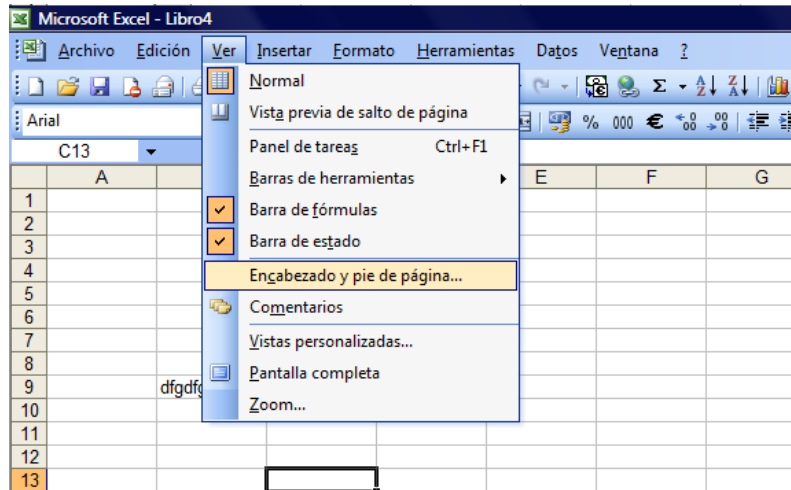 Microsoft Excel - Libro4
Archivo Edición Ver Insertar Formato Herramientas Datos Ventana ?
Normal
Σ
Vista previa de salto de página
Arial
% 000 €
Panel de tareas Ctrl+F1
C13
A E F G
Barras de herramientas
1
Barra de fórmulas
2
Barra de estado
3
4
Encabezado y pie de página...
5
Comentarios
6
7
Vistas personalizadas...
8
Pantalla completa
9 dfgdfg
10
Zoom...
11
12
13